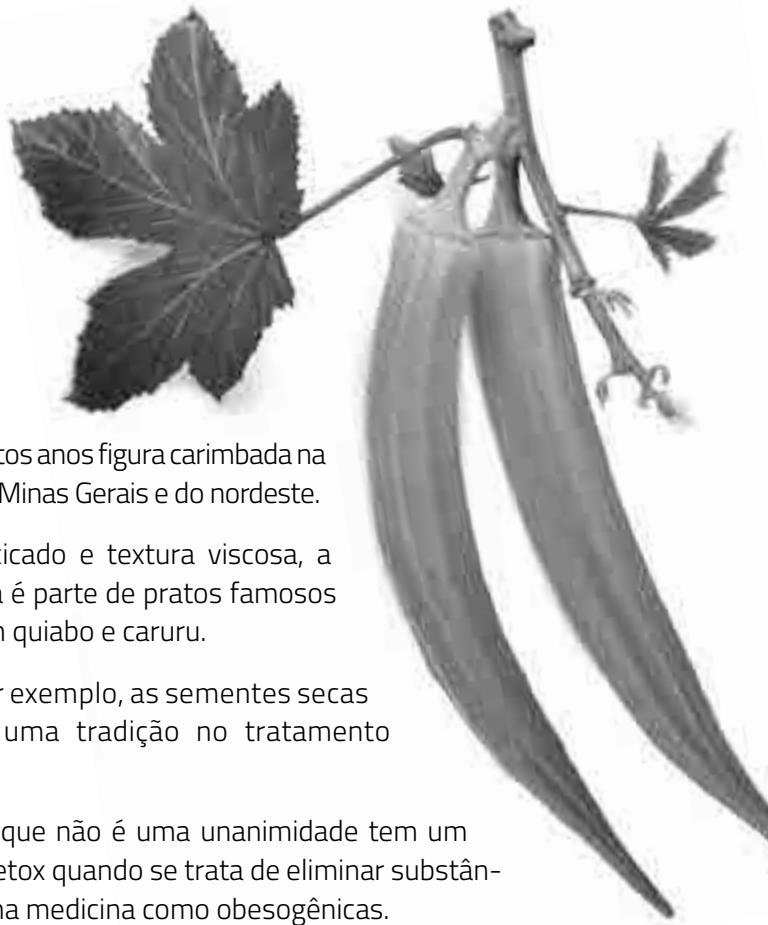 tos anos figura carimbada na
Minas Gerais e do nordeste.
icado e textura viscosa, a
é parte de pratos famosos
quiabo e caruru.
exemplo, as sementes secas
uma tradição no tratamento
que não é uma unanimidade tem um
etox quando se trata de eliminar substân-
na medicina como obesogênicas.